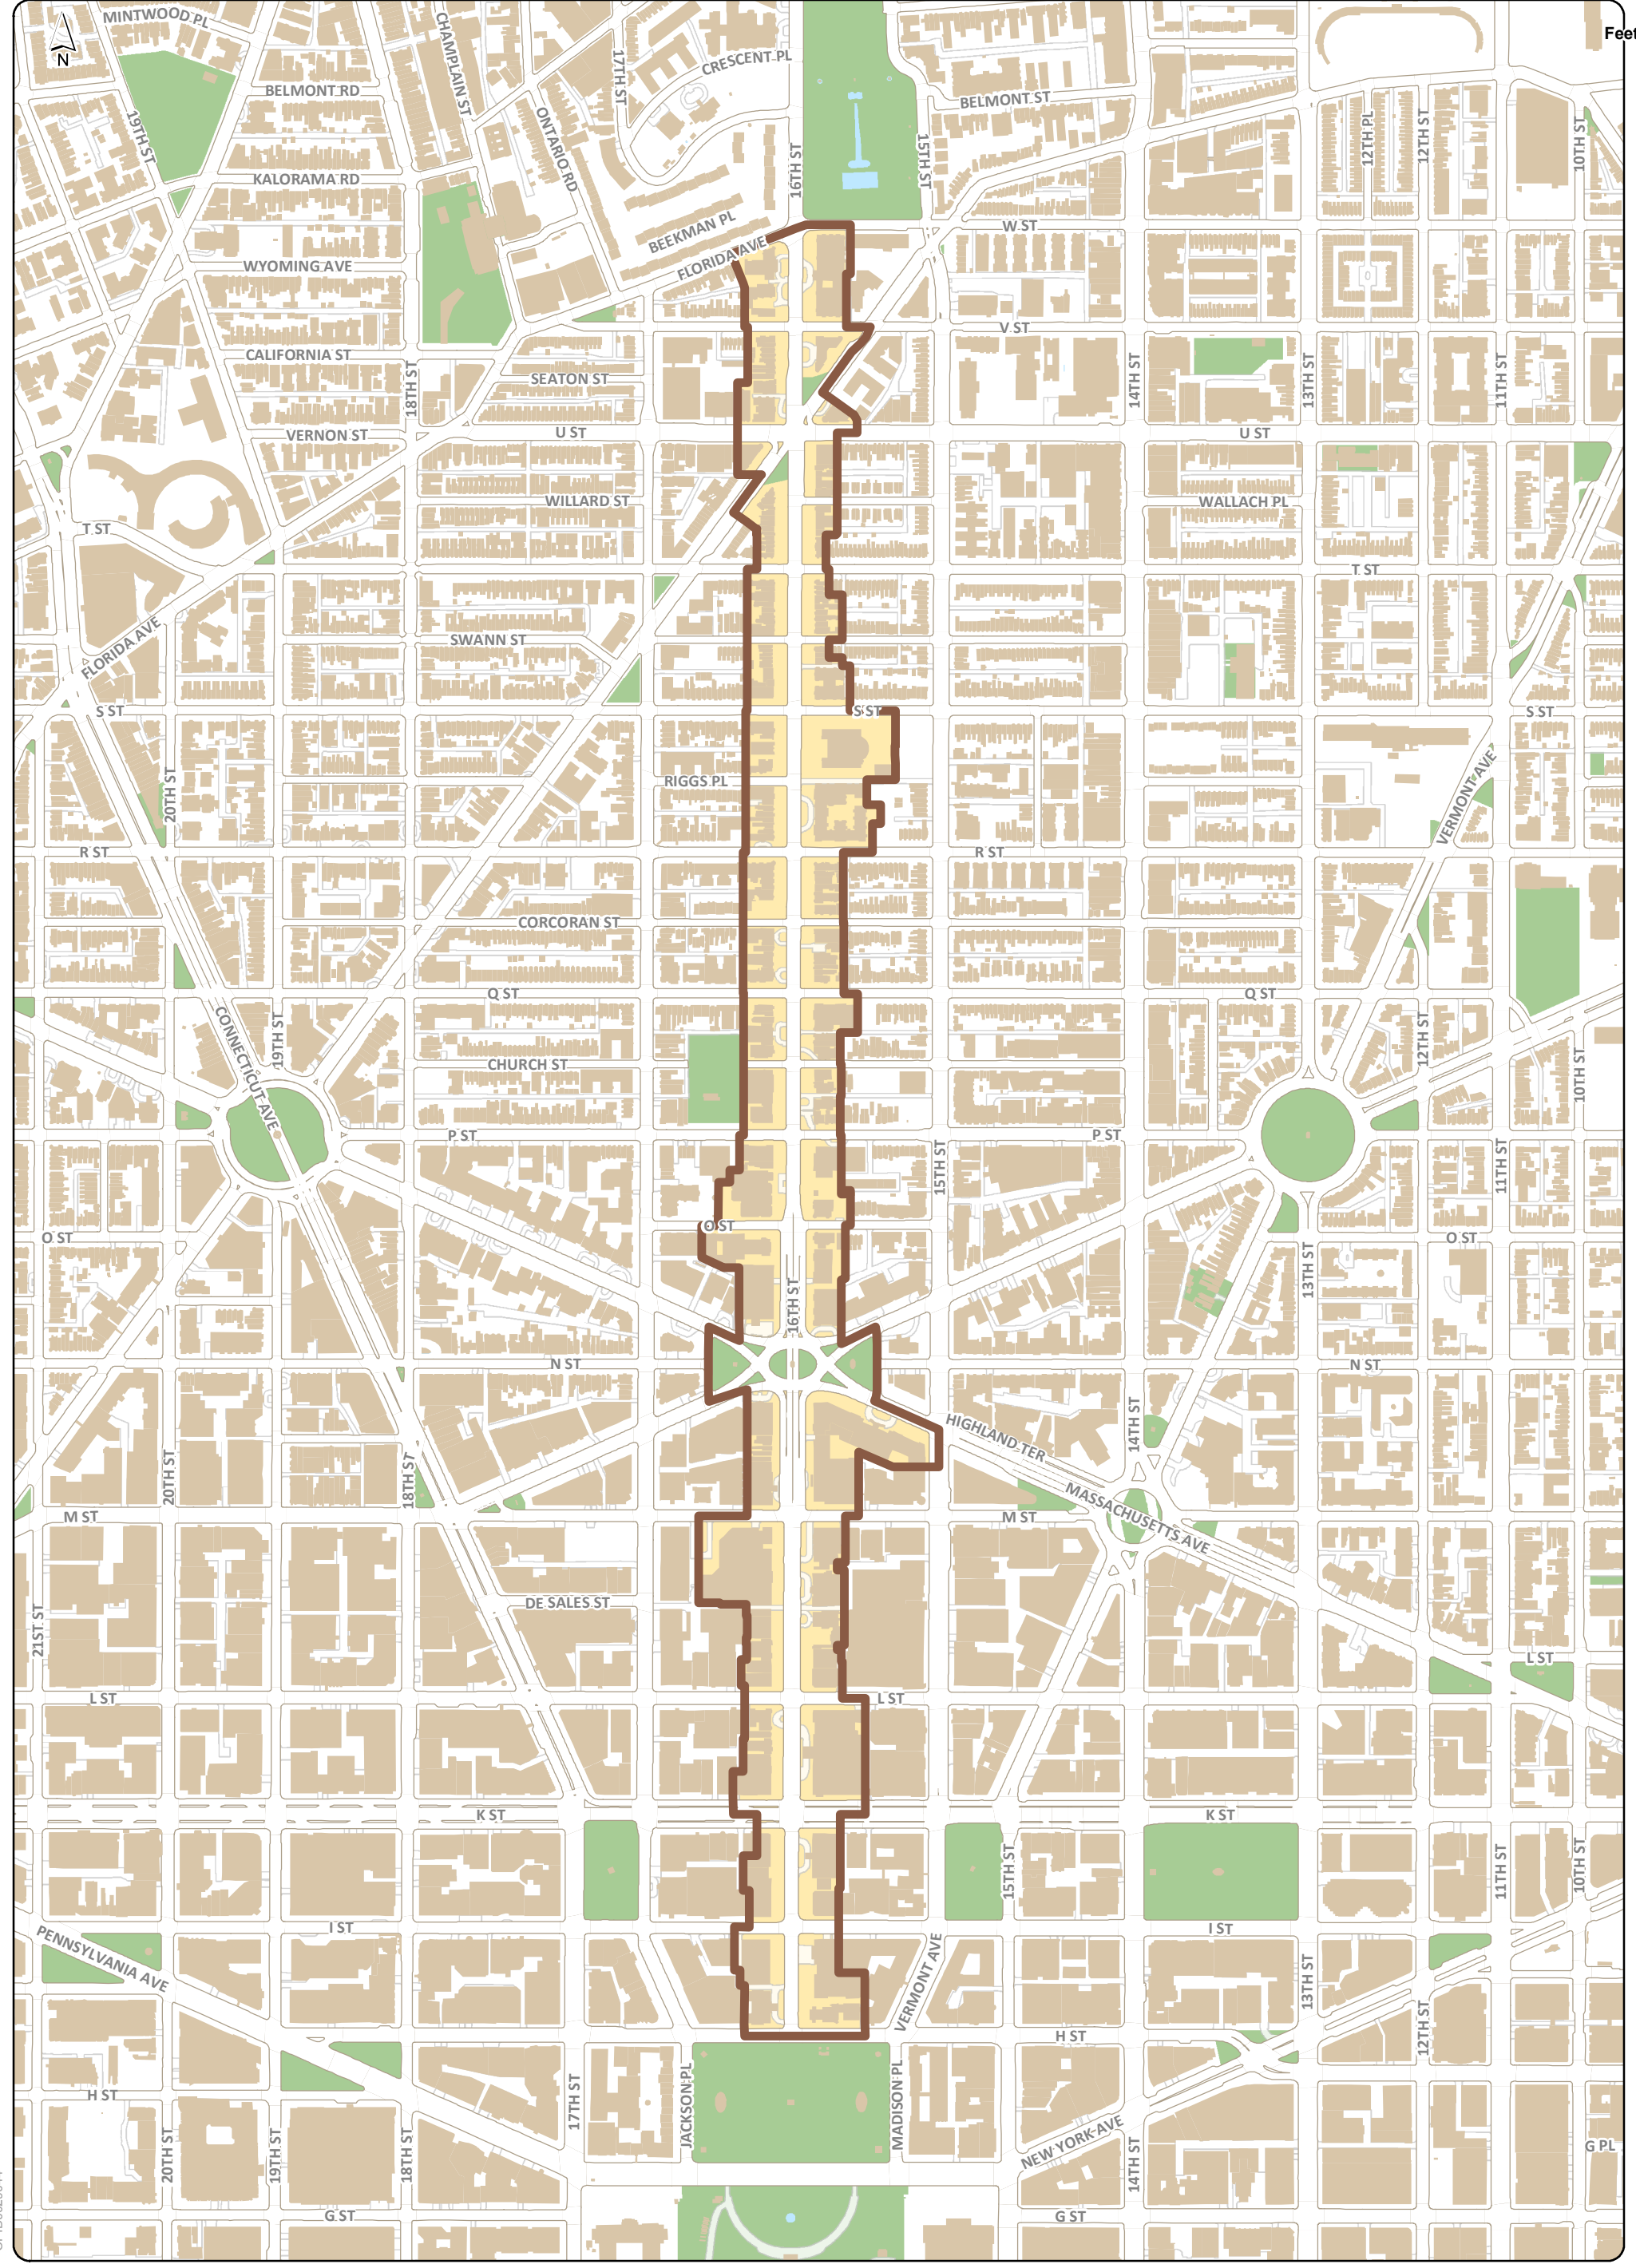 MINTWOOD PL
CHAMPLAIN ST
17TH ST
CRESCENT PL
Feet
N
BELMONT RD
ONTARIO RD
BELMONT ST
19TH ST
16TH ST
15TH ST
12TH PL
12TH ST
10TH ST
KALORAMA RD
BEEKMAN PL
FLORIDA AVE
W ST
WYOMING AVE
V ST
CALIFORNIA ST
SEATON ST
18TH ST
14TH ST
13TH ST
11TH ST
VERNON ST
U ST
U ST
WILLARD ST
WALLACH PL
T ST
T ST
FLORIDA AVE
SWANN ST
S ST
S ST
S ST
20TH ST
RIGGS PL
VERMONT AVE
R ST
R ST
CORCORAN ST
Q ST
Q ST
CONNECTICUT AVE
19TH ST
CHURCH ST
12TH ST
10TH ST
P ST
P ST
15TH ST
11TH ST
O ST
O ST
O ST
16TH ST
13TH ST
N ST
N ST
HIGHLAND TER
14TH ST
20TH ST
18TH ST
M ST
M ST
MASSACHUSETTS AVE
DE SALES ST
21ST ST
L ST
L ST
L ST
K ST
K ST
15TH ST
11TH ST
10TH ST
I ST
I ST
PENNSYLVANIA AVE
VERMONT AVE
13TH ST
12TH ST
H ST
H ST
17TH ST
JACKSON PL
MADISON PL
NEW YORK AVE
20TH ST
19TH ST
18TH ST
14TH ST
G PL
G ST
G ST